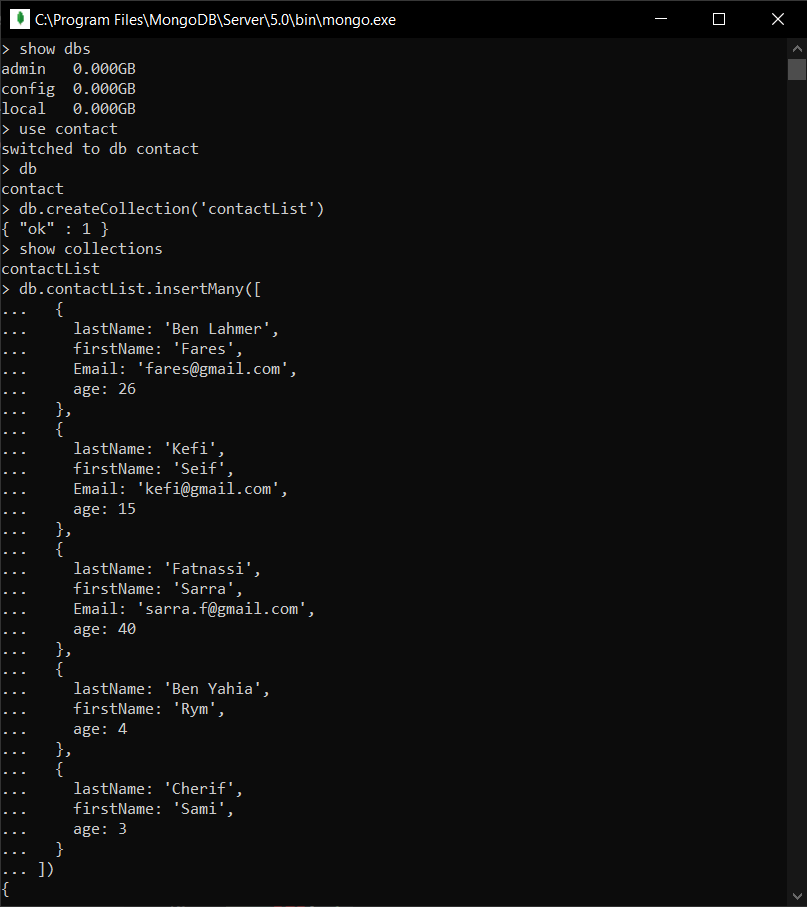 C:\Program Files\MongoDB\Server\5.0\bin\mongo.exe
> show dbs
admin   0.000GB
config  0.000GB
local   0.000GB
> use contact
switched to db contact
> db
contact
> db.createCollection('contactList')
{ "ok" : 1 }
> show collections
contactList
> db.contactList.insertMany([
...   {
...     lastName: 'Ben Lahmer',
...     firstName: 'Fares',
...     Email: 'fares@gmail.com',
...     age: 26
...   },
...   {
...     lastName: 'Kefi',
...     firstName: 'Seif',
...     Email: 'kefi@gmail.com',
...     age: 15
...   },
...   {
...     lastName: 'Fatnassi',
...     firstName: 'Sarra',
...     Email: 'sarra.f@gmail.com',
...     age: 40
...   },
...   {
...     lastName: 'Ben Yahia',
...     firstName: 'Rym',
...     age: 4
...   },
...   {
...     lastName: 'Cherif',
...     firstName: 'Sami',
...     age: 3
...   }
... ])
{